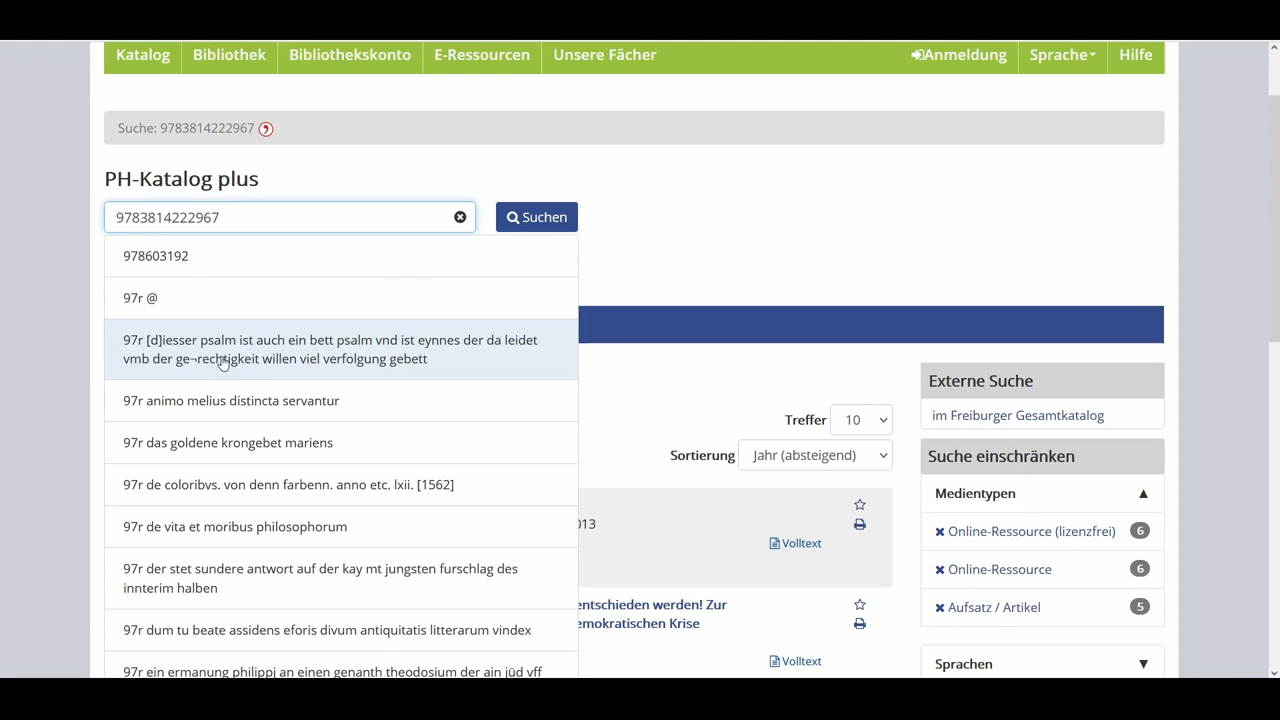 Katalog Bibliothek Bibliothekskonto E-Ressourcen Unsere Fächer Anmeldung Sprache Hilfe
Suche: 9783814222967
PH-Katalog plus
9783814222967 Suchen
978603192
97r @
97r [d]iesser psalm ist auch ein bett psalm vnd ist eynnes der da leidet
vmb der ge¬rechtigkeit willen viel verfolgung gebett
97r animo melius distincta servantur
97r das goldene krongebet mariens
97r de coloribvs. von denn farbenn. anno etc. lxii. [1562]
97r de vita et moribus philosophorum
97r der stet sundere antwort auf der kay mt jungsten furschlag des
innterim halben
97r dum tu beate assidens eforis divum antiquitatis litterarum vindex
97r ein ermanung philippj an einen genanth theodosium der ain jüd vff
Treffer 10
Sortierung Jahr (absteigend)
013
Volltext
entschieden werden! Zur
emokratischen Krise
Volltext
Externe Suche
im Freiburger Gesamtkatalog
Suche einschränken
Medientypen ▲
Online-Ressource (lizenzfrei) 6
Online-Ressource 6
Aufsatz / Artikel 5
Sprachen ▼